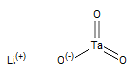 O
Ta
Li(+) O(-) O